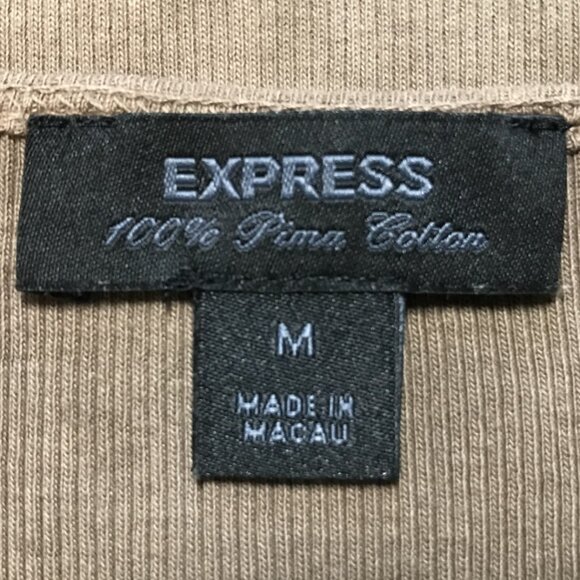 EXPRESS
100% Pima Cotton
M
MADE IN
MACAU